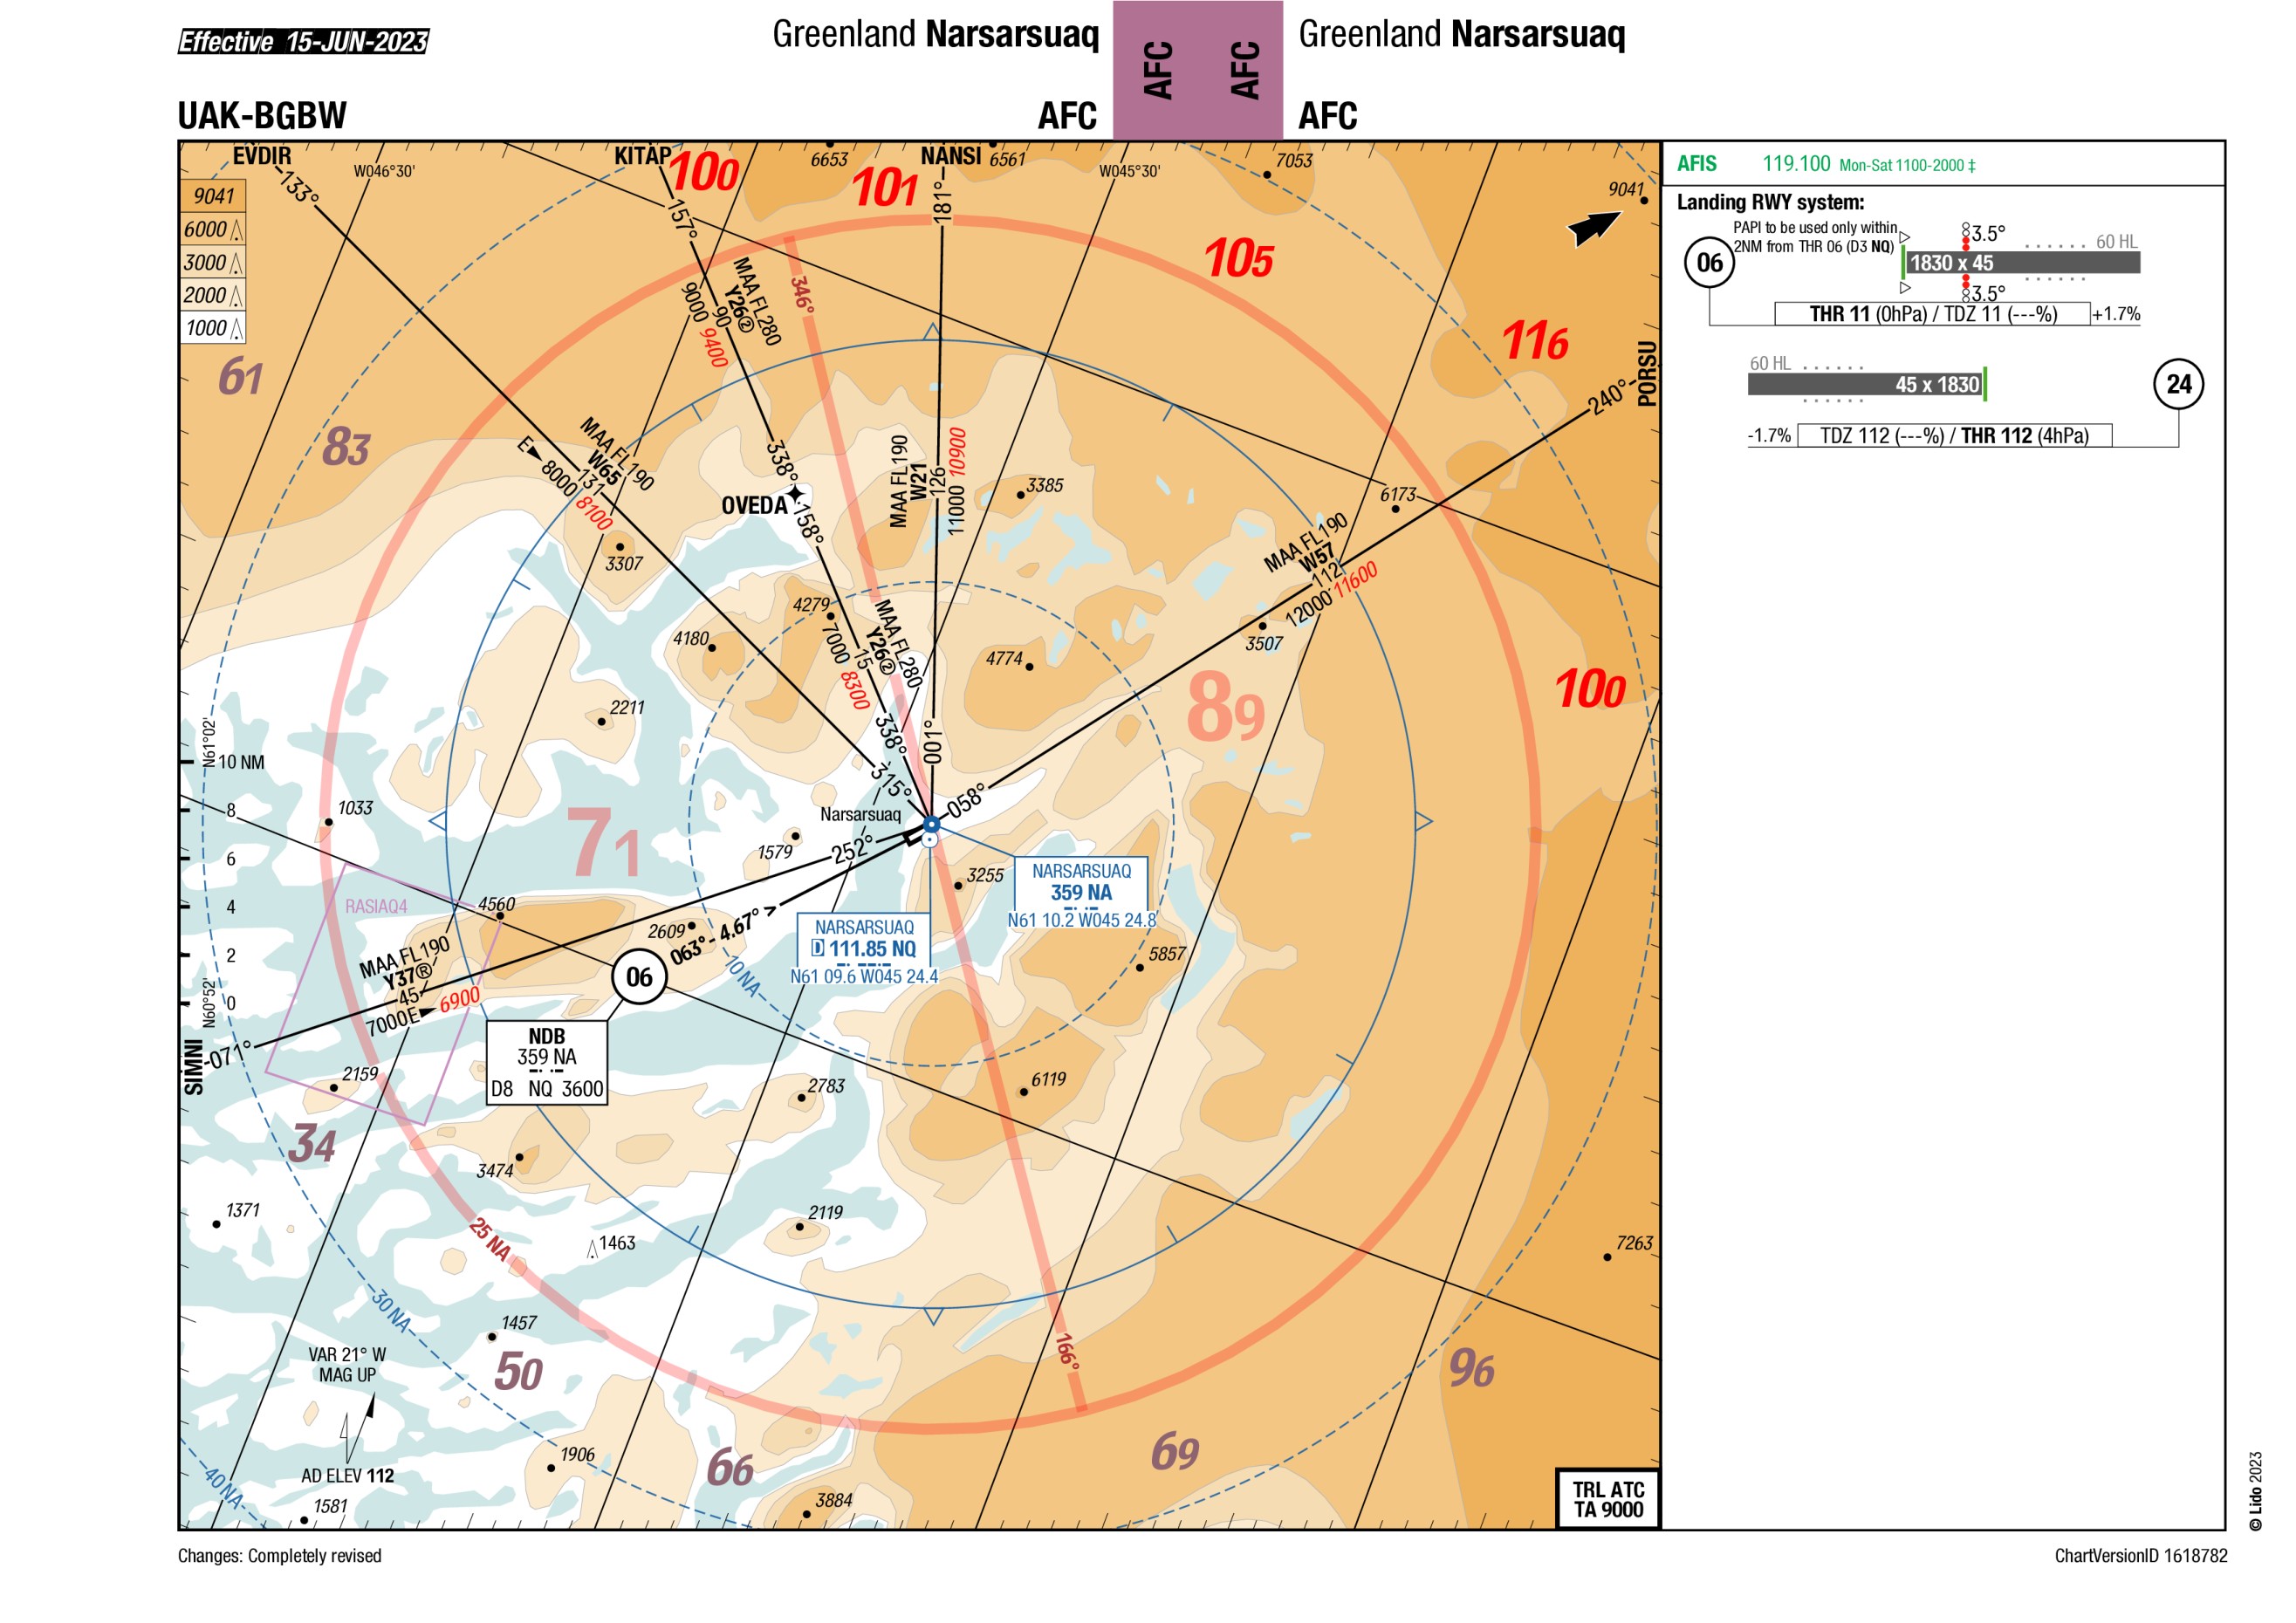 Effective 15-JUN-2023
Greenland Narsarsuaq
AFC
AFC
Greenland Narsarsuaq
UAK-BGBW
AFC
AFC
EVDIR
W046°30'
KITAP
100
6653
101
NANSI
6561
W045°30'
7053
9041
9041
6000
3000
2000
1000
133°
157°
181°
105
116
PORSU
240°
61
83
MAA FL280
Y26②
90
9000 9400
346°
MAA FL190
W65
131
E 8000 8100
338°
OVEDA
158°
MAA FL190
W21
126
11000 10900
3385
6173
3307
MAA FL190
W57
112
12000 11600
3507
4279
4180
MAA FL280
Y26②
15
7000 8300
4774
89
100
2211
338°
001°
315°
058°
N61°02'
10 NM
8
6
4
2
0
N60°52'
1033
71
Narsarsuaq
1579
252°
3255
NARSARSUAQ
359 NA
N61 10.2 W045 24.8
RASIAQ4
4560
2609
063° - 4.67° >
NARSARSUAQ
D 111.85 NQ
N61 09.6 W045 24.4
5857
MAA FL190
Y37®
45
7000E 6900
06
10 NA
NDB
359 NA
D8 NQ 3600
SIMNI
071°
2159
2783
6119
34
3474
1371
2119
1463
25 NA
7263
30 NA
1457
166°
VAR 21° W
MAG UP
50
96
69
66
1906
AD ELEV 112
40 NA
1581
3884
TRL ATC
TA 9000
AFIS 119.100 Mon-Sat 1100-2000 ‡
Landing RWY system:
PAPI to be used only within
2NM from THR 06 (D3 NQ)
06
3.5°
60 HL
1830 x 45
3.5°
THR 11 (0hPa) / TDZ 11 (---%)
+1.7%
60 HL
45 x 1830
24
-1.7%
TDZ 112 (---%) / THR 112 (4hPa)
© Lido 2023
Changes: Completely revised
ChartVersionID 1618782